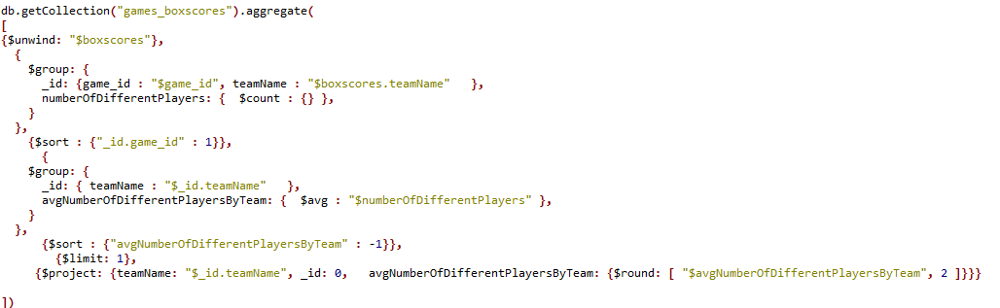 db.getCollection("games_boxscores").aggregate(
[
{$unwind: "$boxscores"},
{
$group: {
_id: {game_id : "$game_id", teamName : "$boxscores.teamName"   },
numberOfDifferentPlayers: {  $count : {} },
}
},
{$sort : {"_id.game_id" : 1}},
{
$group: {
_id: { teamName : "$_id.teamName"   },
avgNumberOfDifferentPlayersByTeam: {  $avg : "$numberOfDifferentPlayers" },
}
},
{$sort : {"avgNumberOfDifferentPlayersByTeam" : -1}},
{$limit: 1},
{$project: {teamName: "$_id.teamName", _id: 0,   avgNumberOfDifferentPlayersByTeam: {$round: [ "$avgNumberOfDifferentPlayersByTeam", 2 ]}}}
])